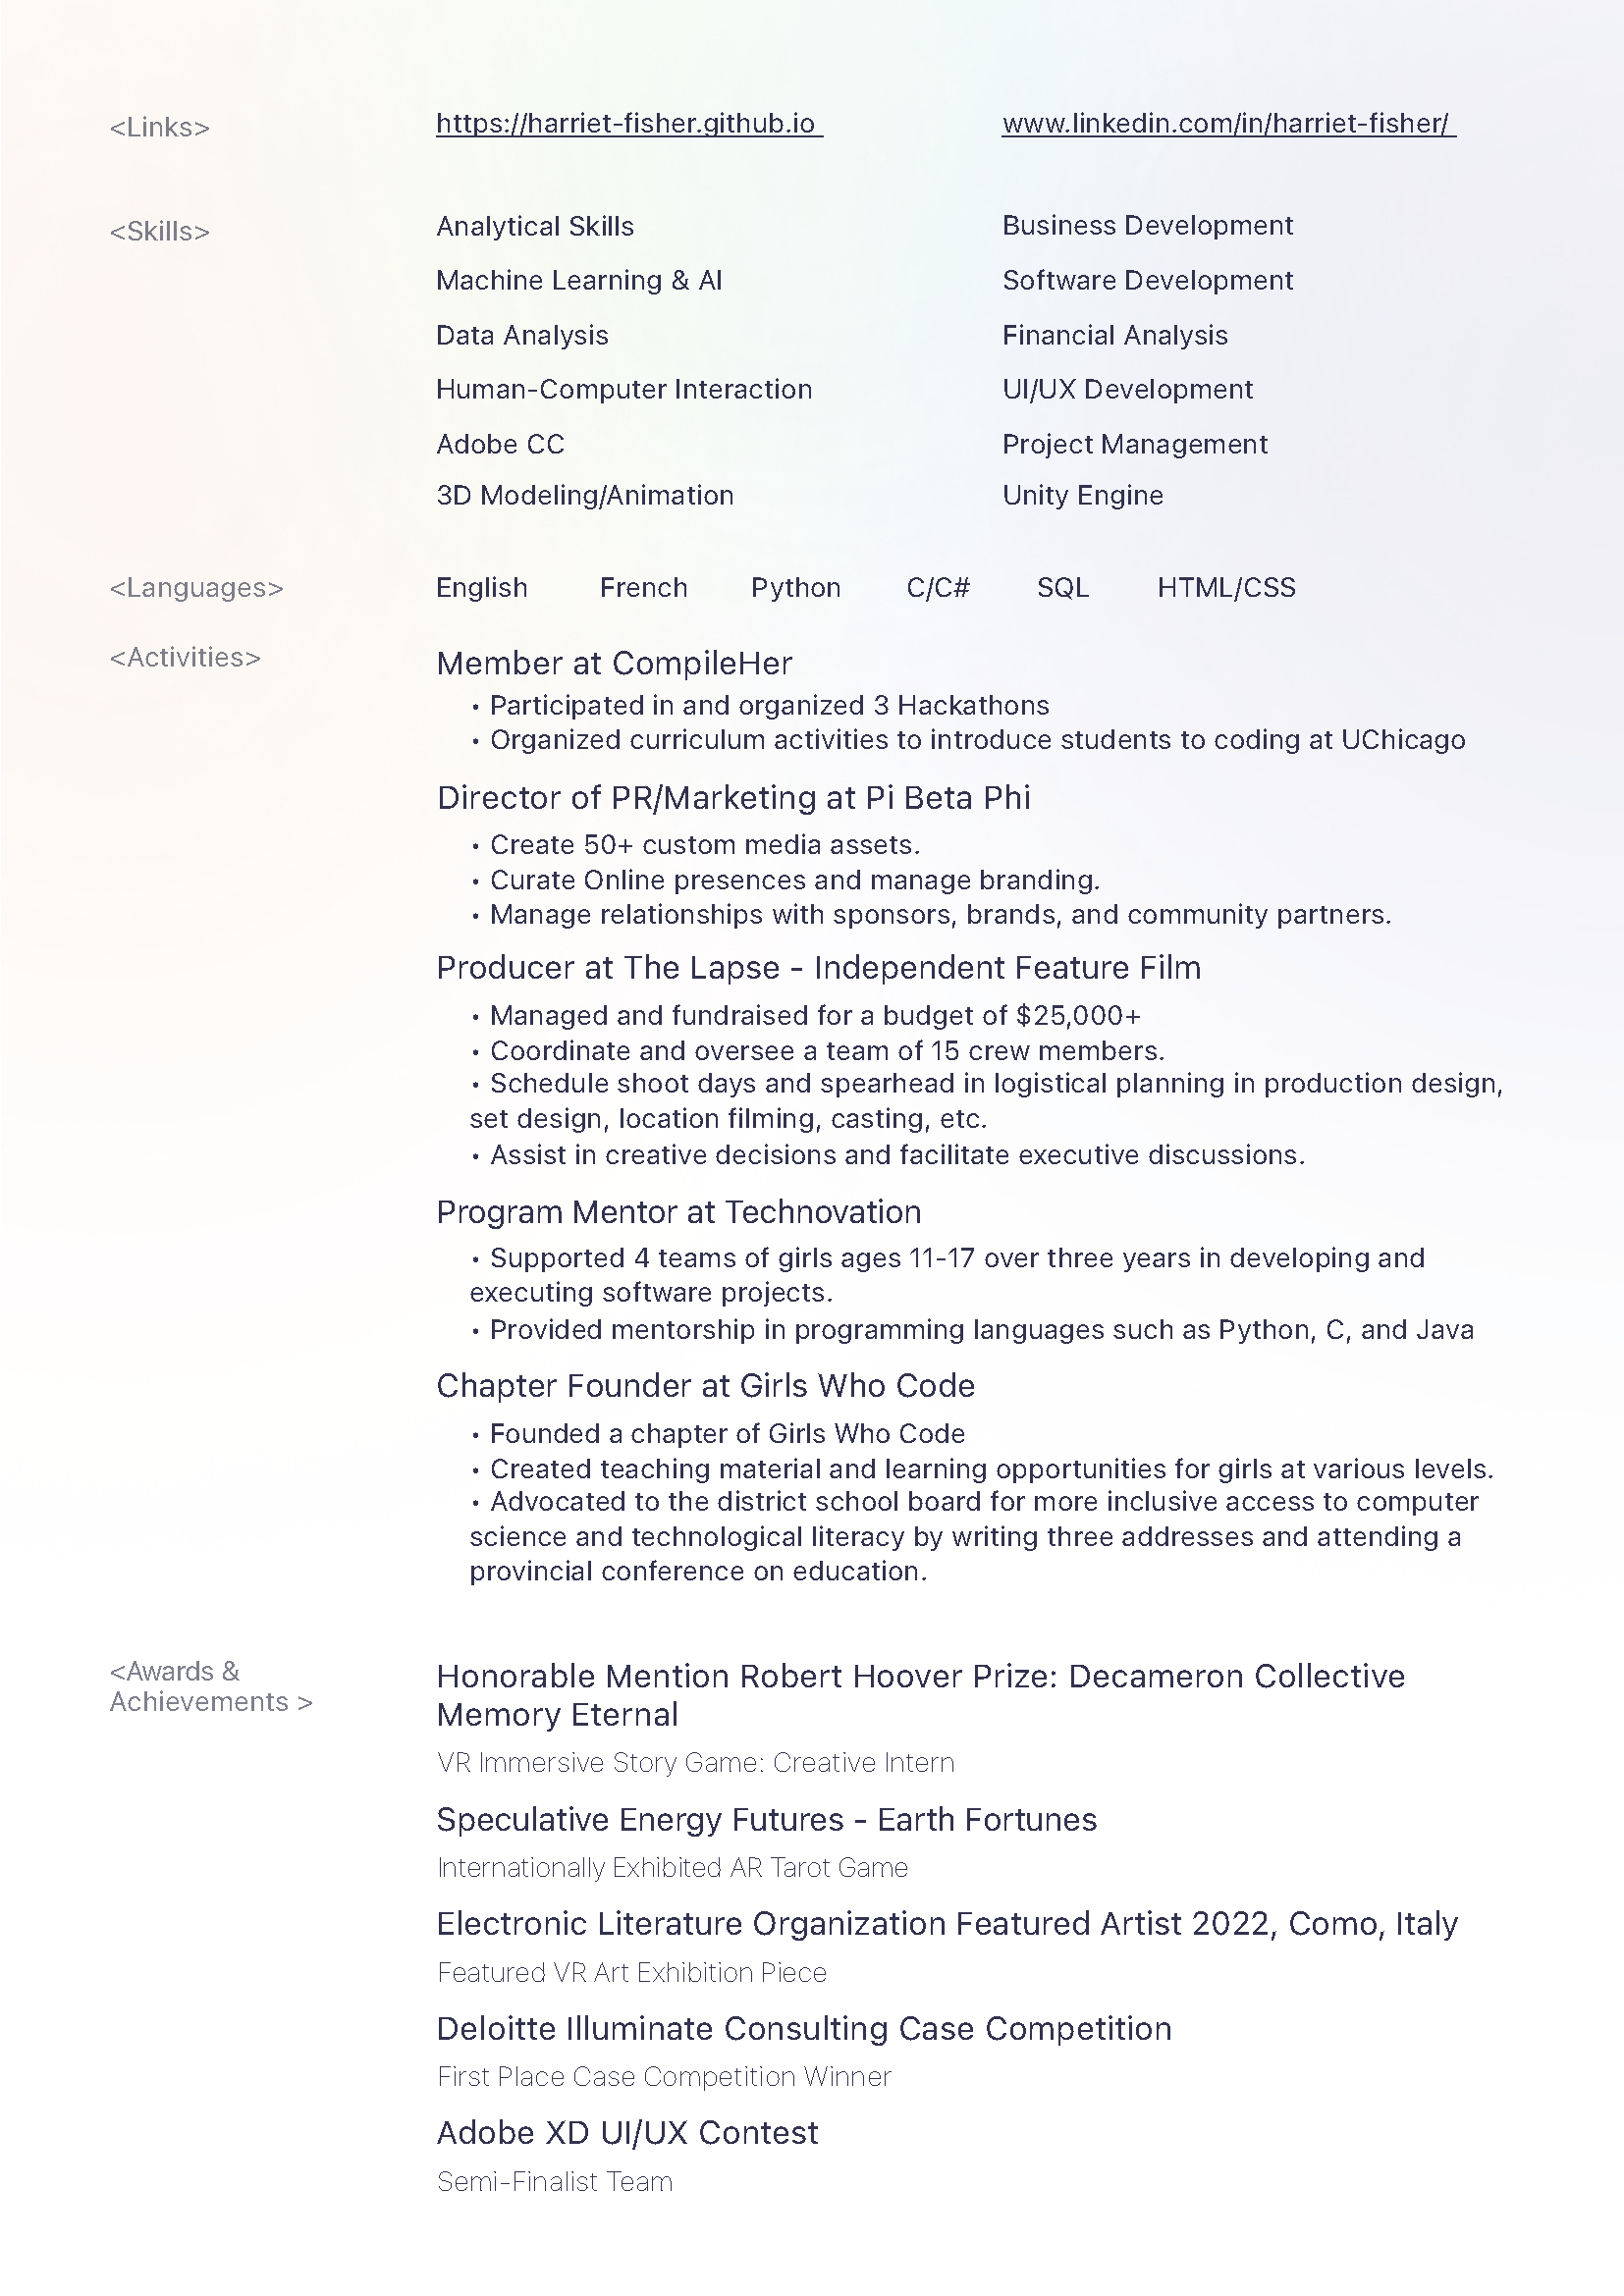 <Links>
https://harriet-fisher.github.io www.linkedin.com/in/harriet-fisher/
<Skills>
Analytical Skills Business Development
Machine Learning & AI Software Development
Data Analysis Financial Analysis
Human-Computer Interaction UI/UX Development
Adobe CC Project Management
3D Modeling/Animation Unity Engine
<Languages>
English French Python C/C# SQL HTML/CSS
<Activities>
Member at CompileHer
• Participated in and organized 3 Hackathons
• Organized curriculum activities to introduce students to coding at UChicago
Director of PR/Marketing at Pi Beta Phi
• Create 50+ custom media assets.
• Curate Online presences and manage branding.
• Manage relationships with sponsors, brands, and community partners.
Producer at The Lapse - Independent Feature Film
• Managed and fundraised for a budget of $25,000+
• Coordinate and oversee a team of 15 crew members.
• Schedule shoot days and spearhead in logistical planning in production design,
set design, location filming, casting, etc.
• Assist in creative decisions and facilitate executive discussions.
Program Mentor at Technovation
• Supported 4 teams of girls ages 11-17 over three years in developing and
executing software projects.
• Provided mentorship in programming languages such as Python, C, and Java
Chapter Founder at Girls Who Code
• Founded a chapter of Girls Who Code
• Created teaching material and learning opportunities for girls at various levels.
• Advocated to the district school board for more inclusive access to computer
science and technological literacy by writing three addresses and attending a
provincial conference on education.
<Awards &
Achievements >
Honorable Mention Robert Hoover Prize: Decameron Collective
Memory Eternal
VR Immersive Story Game: Creative Intern
Speculative Energy Futures - Earth Fortunes
Internationally Exhibited AR Tarot Game
Electronic Literature Organization Featured Artist 2022, Como, Italy
Featured VR Art Exhibition Piece
Deloitte Illuminate Consulting Case Competition
First Place Case Competition Winner
Adobe XD UI/UX Contest
Semi-Finalist Team